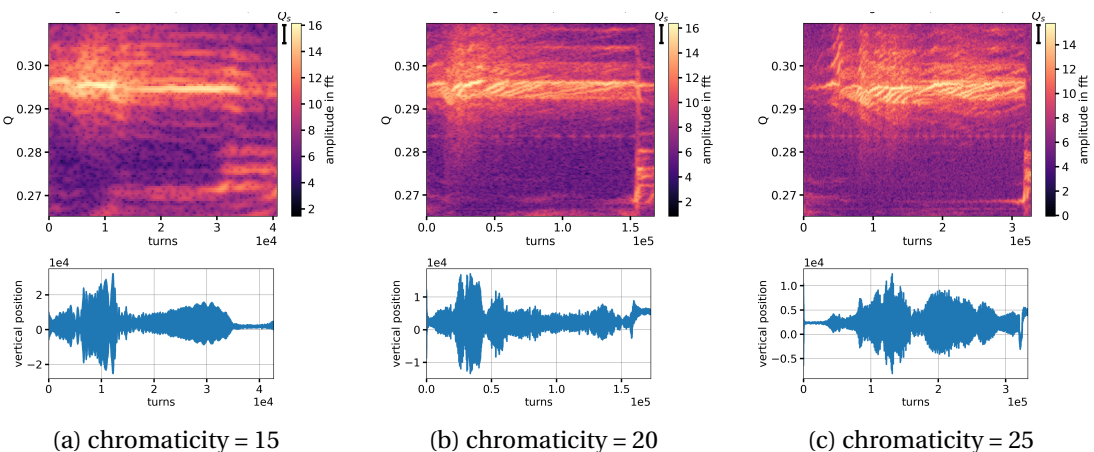 Qs Qs Qs
16 16
0.30 14 0.30 14 0.30 14
12 12 12
0.29 10 0.29 10 0.29 10
Q amplitude in fft Q amplitude in fft Q amplitude in fft
8 8 8
0.28 6 0.28 6 0.28 6
4 4 4
0.27 2 0.27 2 0.27 2
0
0 1 2 3 4 0.0 0.5 1.0 1.5 0 1 2 3
turns 1e4 turns 1e5 turns 1e5
1e4 1e4 1e4
vertical position vertical position vertical position
2 1 1.0
0.5
0 0 0.0
−2 −1 −0.5
0 1 2 3 4 0.0 0.5 1.0 1.5 0 1 2 3
turns 1e4 turns 1e5 turns 1e5
(a) chromaticity = 15 (b) chromaticity = 20 (c) chromaticity = 25